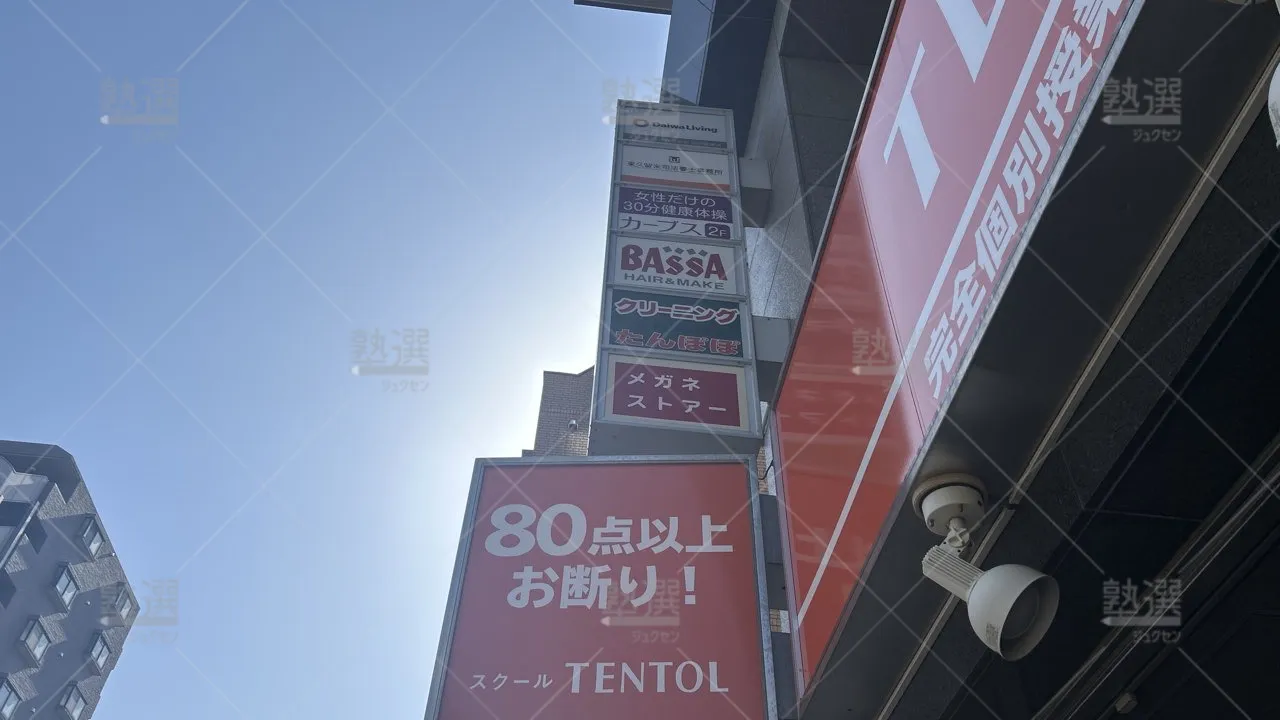 Daiwa Living
女性だけの
30分健康体操
カーブス 2F
BASSA
HAIR&MAKE
クリーニング
たんぽぽ
メガネ
ストアー
80点以上
お断り!
スクール TENTOL
TE
完全個別授業
塾選
ジュクセン